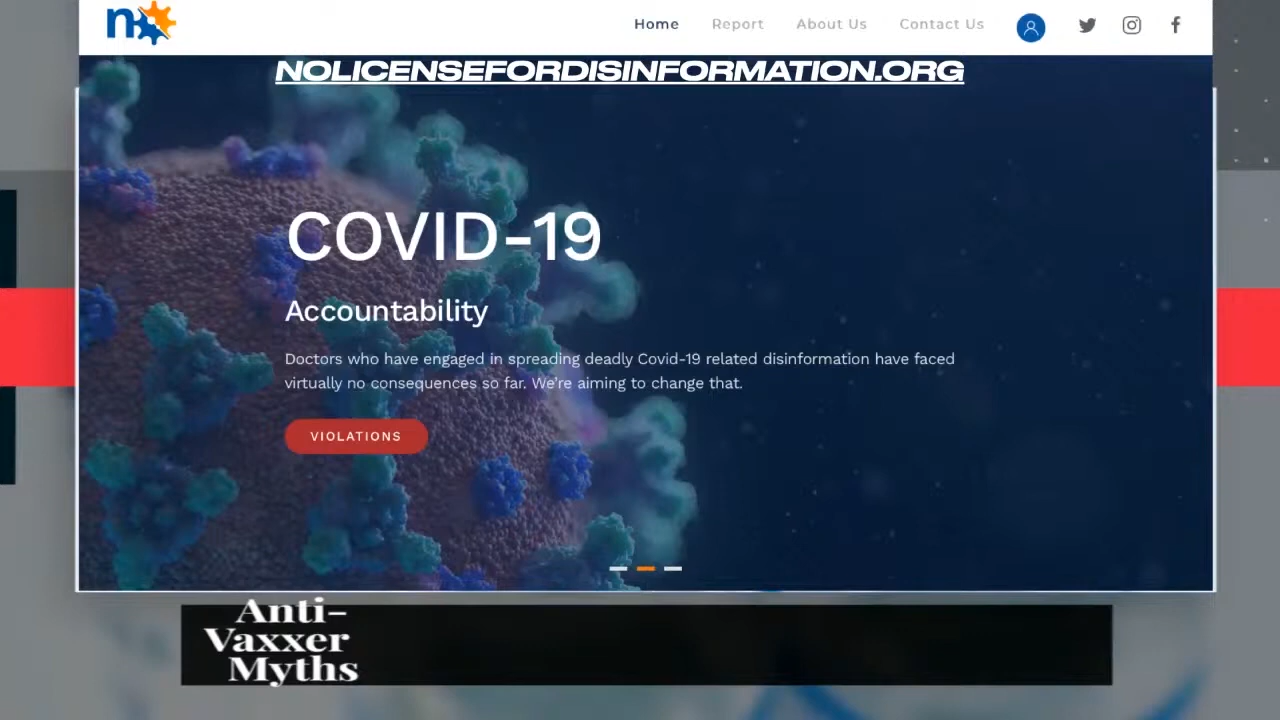 Home Report About Us Contact Us
NOLICENSEFORDISINFORMATION.ORG
COVID-19
Accountability
Doctors who have engaged in spreading deadly Covid-19 related disinformation have faced
virtually no consequences so far. We're aiming to change that.
VIOLATIONS
Anti-
Vaxxer
Myths